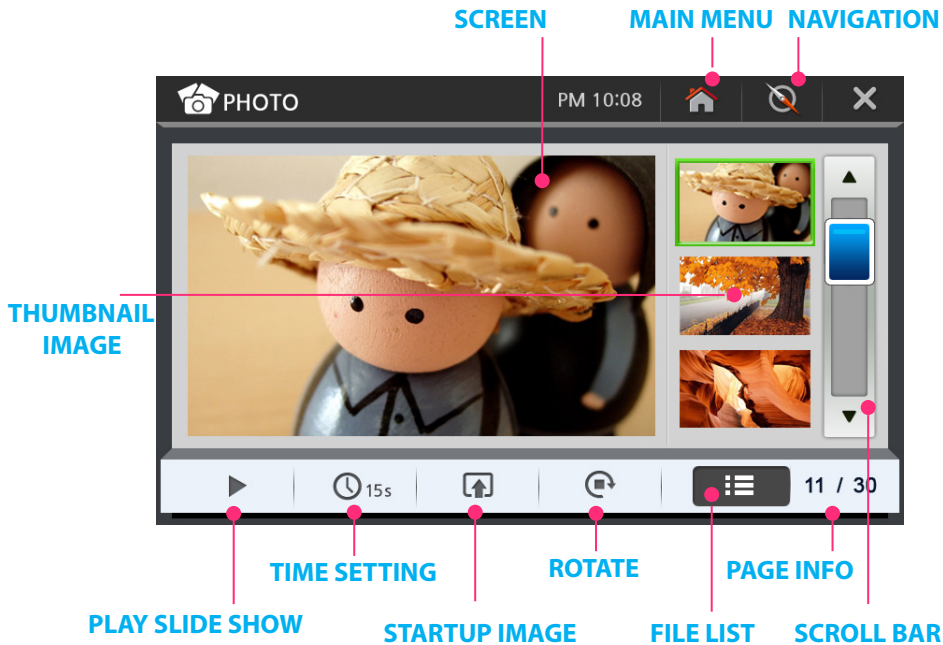 SCREEN
MAIN MENU
NAVIGATION
PHOTO
PM 10:08
THUMBNAIL
IMAGE
15s
11 / 30
TIME SETTING
ROTATE
PAGE INFO
PLAY SLIDE SHOW
STARTUP IMAGE
FILE LIST
SCROLL BAR